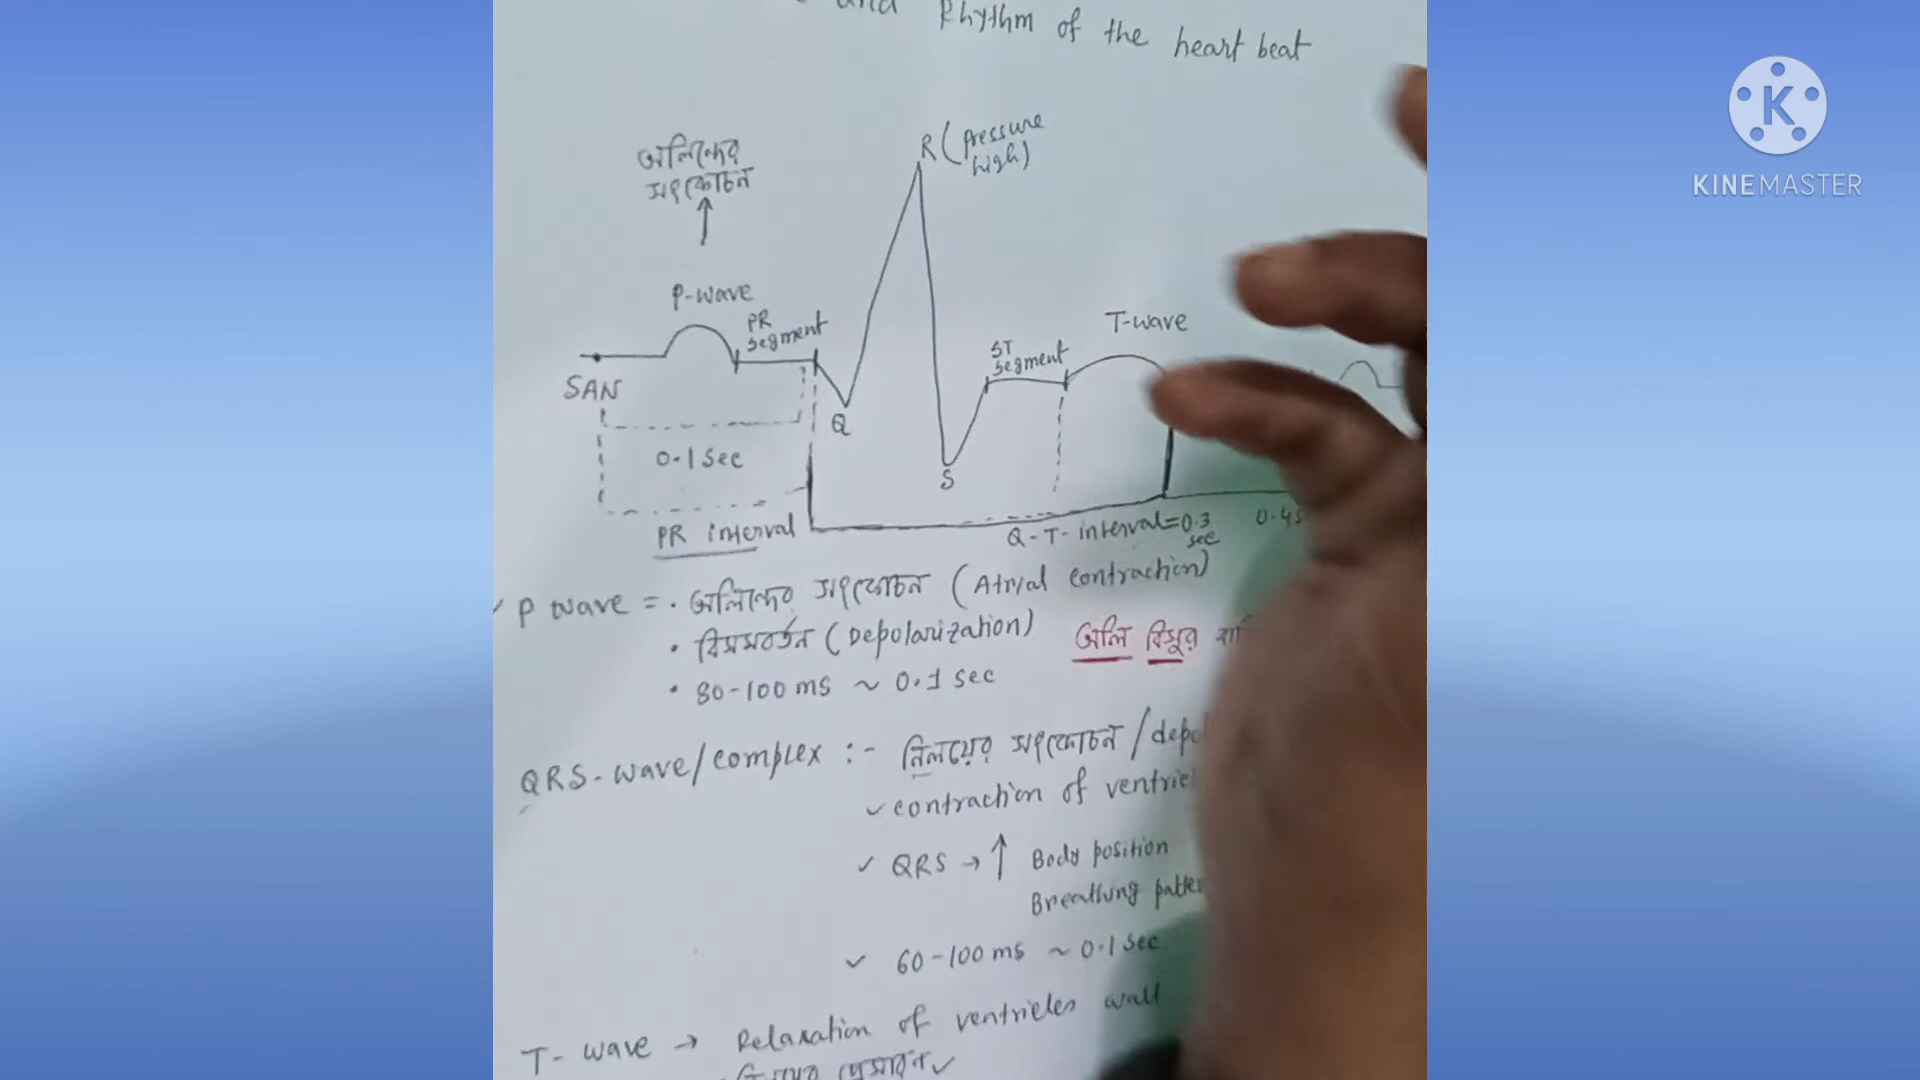 and Rhythm of the heart beat
KINEMASTER
অলিন্দের
সংকোচন
R (Pressure
high)
P-wave
PR
segment
T-wave
ST
segment
SAN
Q
0.1 sec
S
PR interval
Q-T-interval=0.3
sec
P wave = • অলিন্দের সংকোচন (Atrial contraction)
• বিসমবর্তন (Depolarization)
অলি বিসুর
• 80-100 ms ~ 0.1 sec
QRS-wave/complex :- নিলয়ের সংকোচন /
✓ contraction of
✓ QRS → ↑ Body position
Breathing
✓ 60-100 ms ~ 0.1 sec
T-wave → Relaxation of ventricles wall